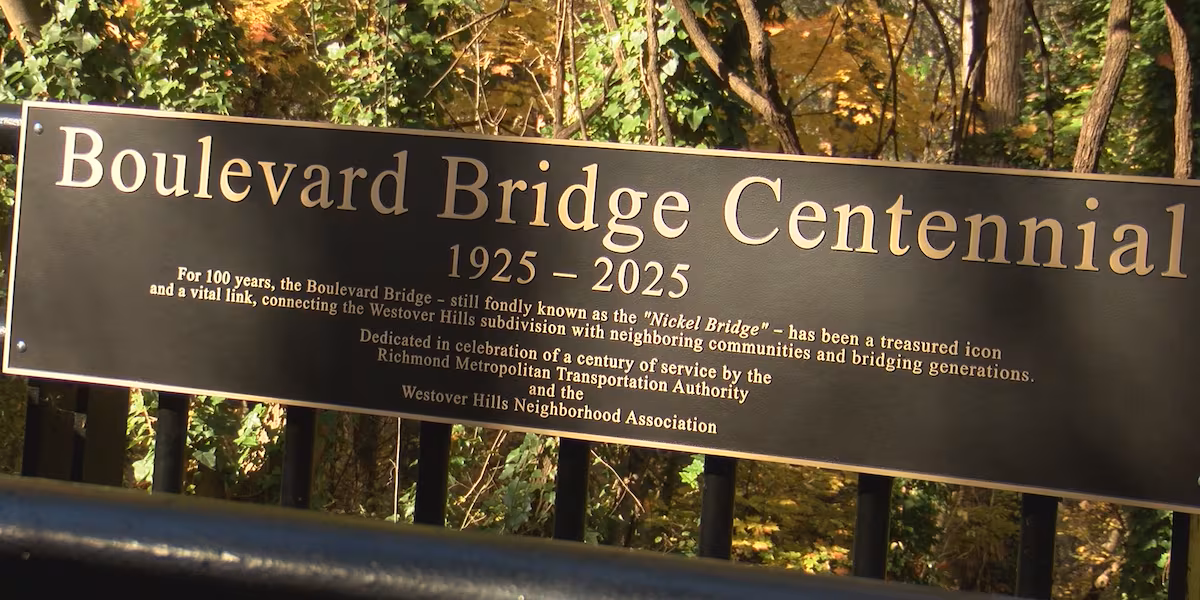 Boulevard Bridge Centennial
1925 – 2025
For 100 years, the Boulevard Bridge – still fondly known as the "Nickel Bridge" – has been a treasured icon
and a vital link, connecting the Westover Hills subdivision with neighboring communities and bridging generations.
Dedicated in celebration of a century of service by the
Richmond Metropolitan Transportation Authority
and the
Westover Hills Neighborhood Association